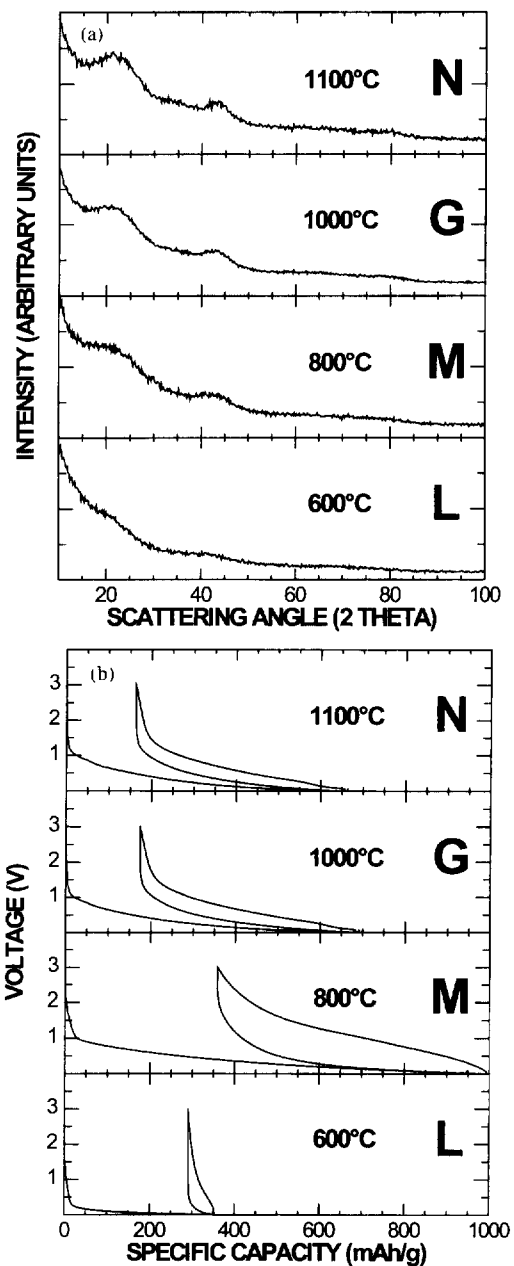 (a)
1100°C N
1000°C G
800°C M
600°C L
INTENSITY (ARBITRARY UNITS)
20 40 60 80 100
SCATTERING ANGLE (2 THETA)
(b)
3
2
1
1100°C N
3
2
1
1000°C G
3
2
1
800°C M
3
2
1
600°C L
VOLTAGE (V)
0 200 400 600 800 1000
SPECIFIC CAPACITY (mAh/g)